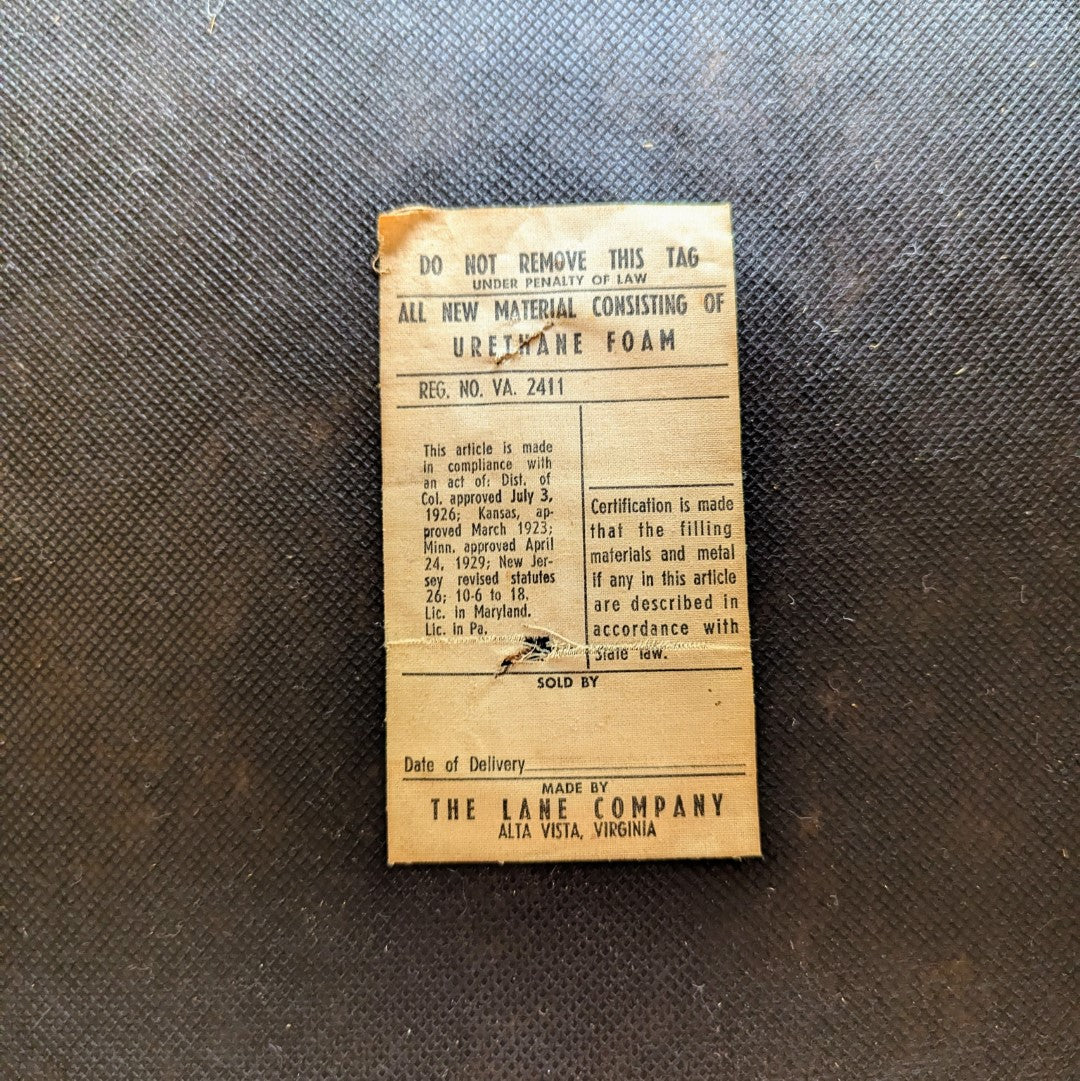 DO NOT REMOVE THIS TAG
UNDER PENALTY OF LAW
ALL NEW MATERIAL CONSISTING OF
URETHANE FOAM
REG. NO. VA. 2411
This article is made
in compliance with
an act of: Dist. of
Col. approved July 3,
1926; Kansas, ap-
proved March 1923;
Minn. approved April
24, 1929; New Jer-
sey revised statutes
26; 10-6 to 18.
Lic. in Maryland.
Lic. in Pa.
Certification is made
that the filling
materials and metal
if any in this article
are described in
accordance with
State law.
SOLD BY
Date of Delivery
MADE BY
THE LANE COMPANY
ALTA VISTA, VIRGINIA